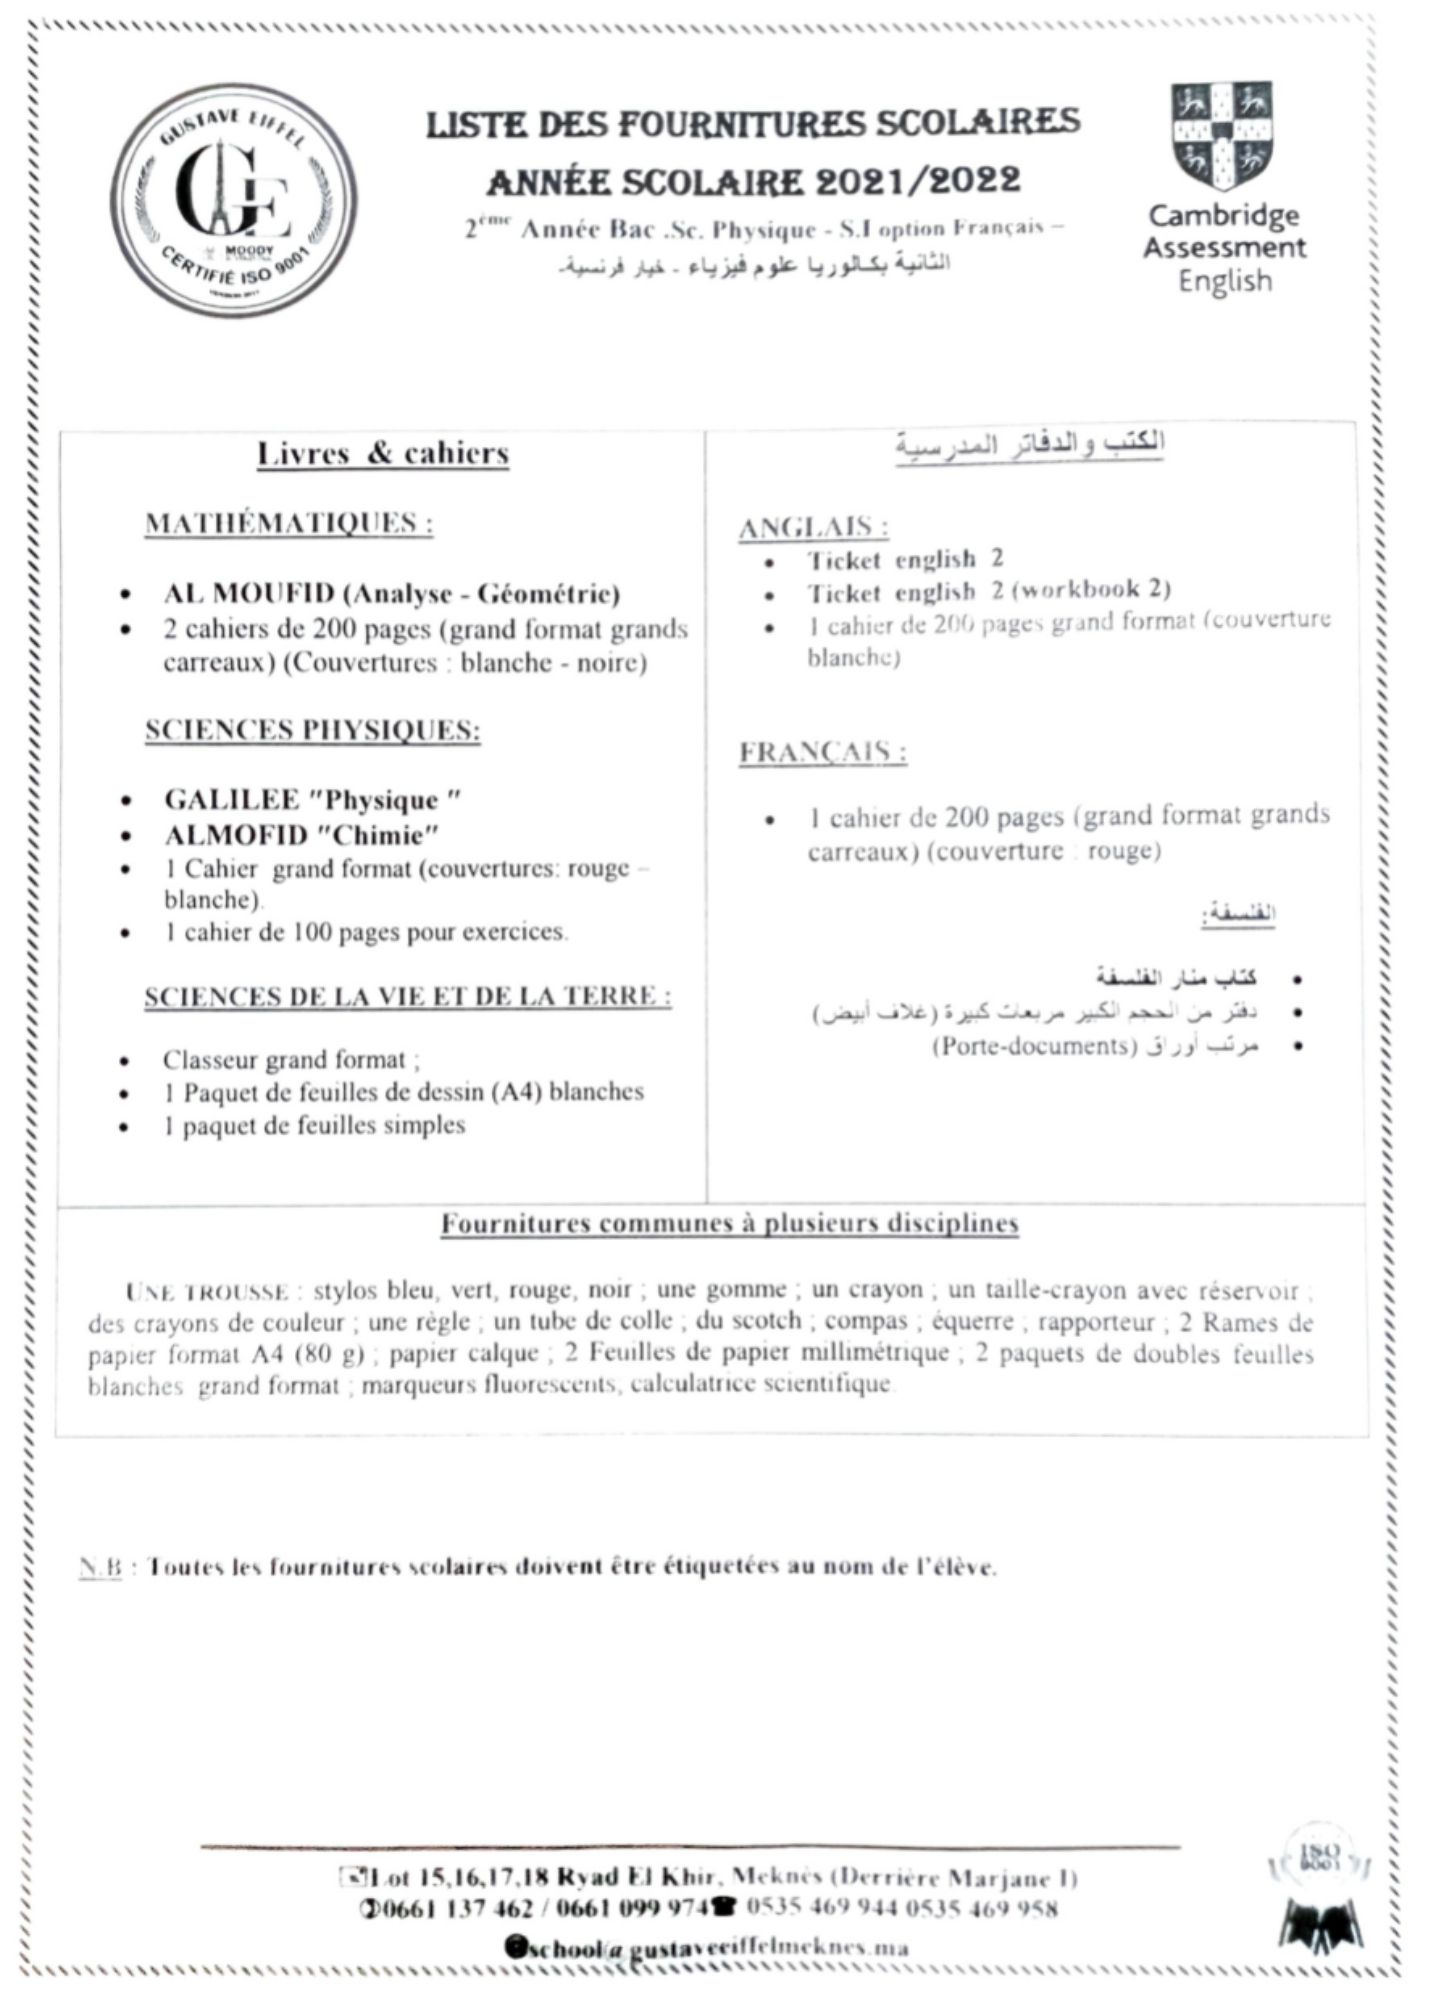 GUSTAVE EIFFEL
GE
MOODY
CERTIFIÉ ISO 9001
LISTE DES FOURNITURES SCOLAIRES
ANNÉE SCOLAIRE 2021/2022
2ème Année Bac .Sc. Physique - S.I option Français –
الثانية بكالوريا علوم فيزياء - خيار فرنسية-
Cambridge
Assessment
English
Livres & cahiers
MATHÉMATIQUES :
• AL MOUFID (Analyse - Géométrie)
• 2 cahiers de 200 pages (grand format grands
carreaux) (Couvertures : blanche - noire)
SCIENCES PHYSIQUES:
• GALILEE "Physique "
• ALMOFID "Chimie"
• 1 Cahier grand format (couvertures: rouge –
blanche).
• 1 cahier de 100 pages pour exercices.
SCIENCES DE LA VIE ET DE LA TERRE :
• Classeur grand format ;
• 1 Paquet de feuilles de dessin (A4) blanches
• 1 paquet de feuilles simples
الكتب والدفاتر المدرسية
ANGLAIS :
• Ticket english 2
• Ticket english 2 (workbook 2)
• 1 cahier de 200 pages grand format (couverture
blanche)
FRANÇAIS :
• 1 cahier de 200 pages (grand format grands
carreaux) (couverture : rouge)
الفلسفة:
• كتاب منار الفلسفة
• دفتر من الحجم الكبير مربعات كبيرة (غلاف أبيض)
• مرتب أوراق (Porte-documents)
Fournitures communes à plusieurs disciplines
UNE TROUSSE : stylos bleu, vert, rouge, noir ; une gomme ; un crayon ; un taille-crayon avec réservoir ;
des crayons de couleur ; une règle ; un tube de colle ; du scotch ; compas ; équerre ; rapporteur ; 2 Rames de
papier format A4 (80 g) ; papier calque ; 2 Feuilles de papier millimétrique ; 2 paquets de doubles feuilles
blanches grand format ; marqueurs fluorescents, calculatrice scientifique.
N.B : Toutes les fournitures scolaires doivent être étiquetées au nom de l'élève.
Lot 15,16,17,18 Ryad El Khir, Meknès (Derrière Marjane 1)
0661 137 462 / 0661 099 974 ☎ 0535 469 944 0535 469 958
school@gustaveeiffelmeknes.ma
ISO
9001